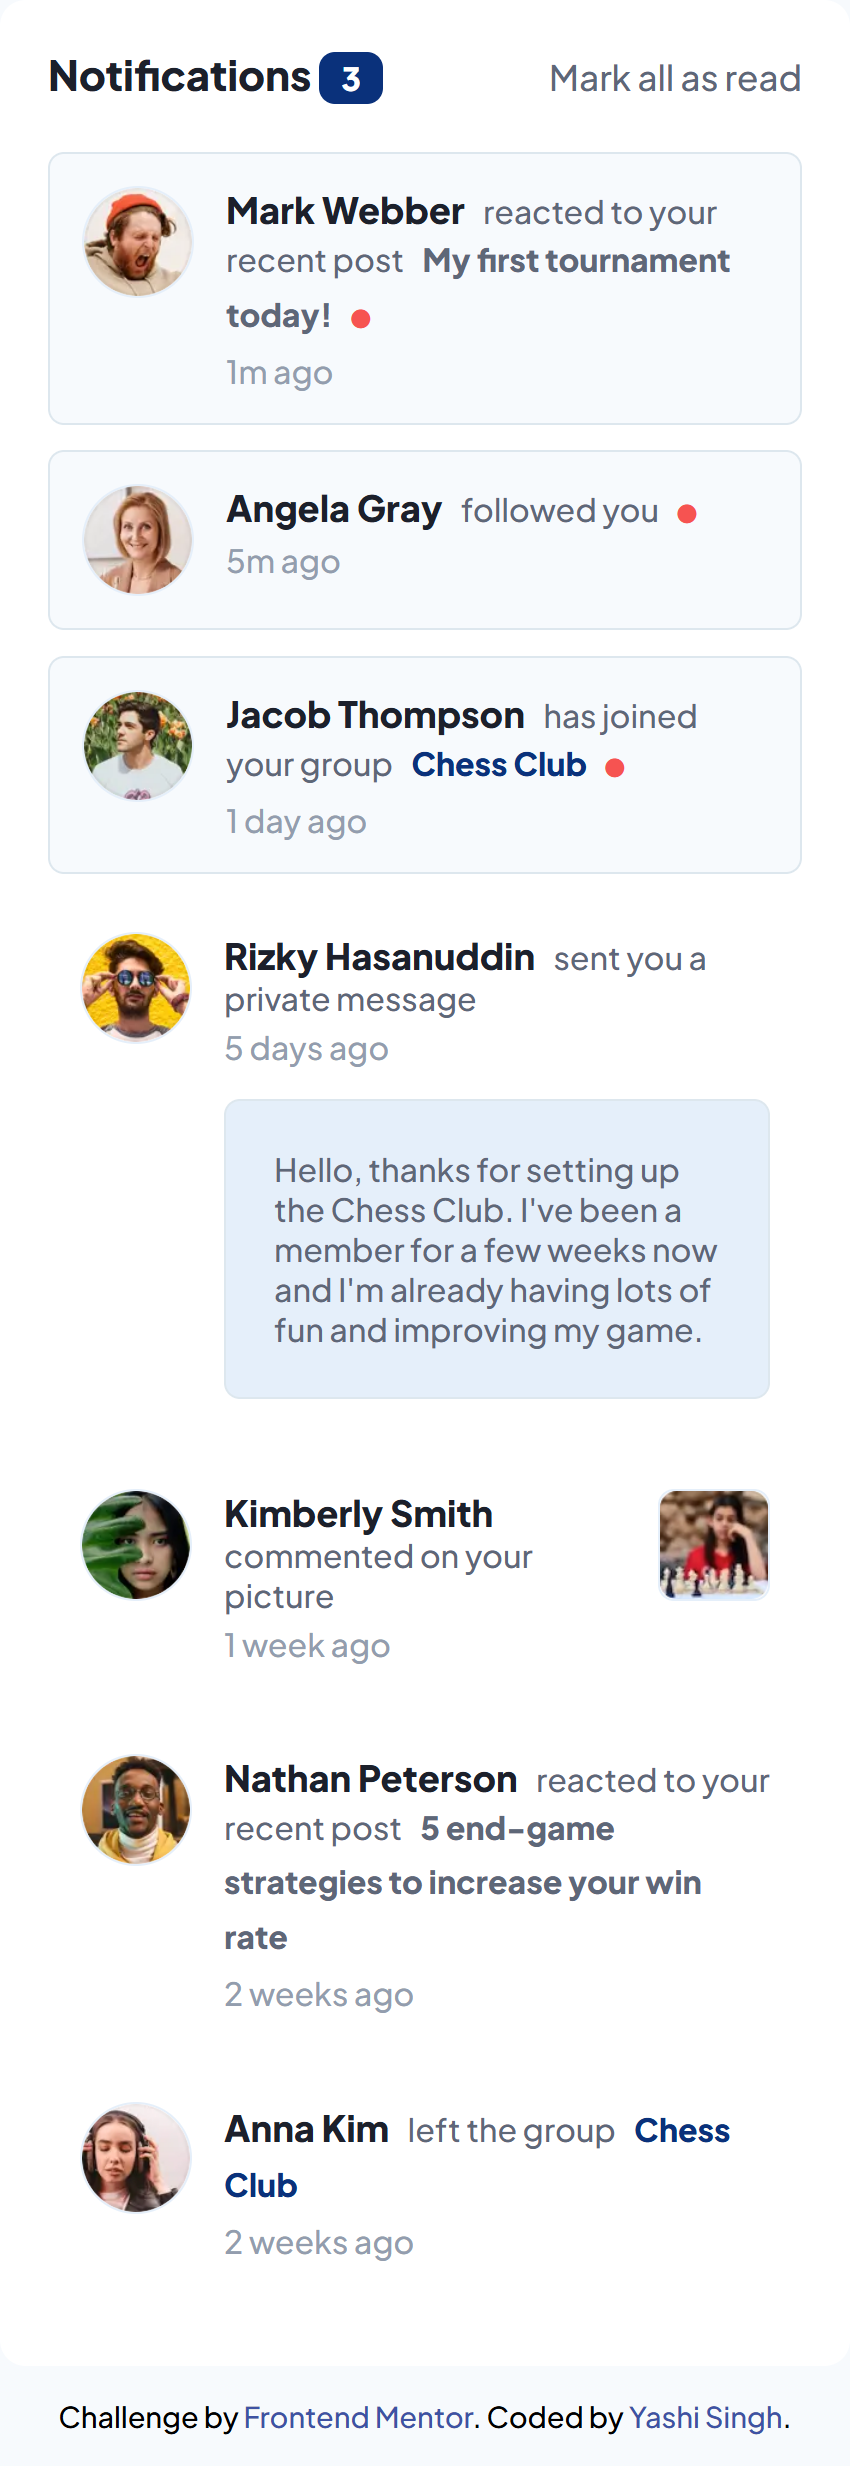 Notifications 3 Mark all as read
Mark Webber reacted to your
recent post My first tournament
today!
1m ago
Angela Gray followed you
5m ago
Jacob Thompson has joined
your group Chess Club
1 day ago
Rizky Hasanuddin sent you a
private message
5 days ago
Hello, thanks for setting up
the Chess Club. I've been a
member for a few weeks now
and I'm already having lots of
fun and improving my game.
Kimberly Smith
commented on your
picture
1 week ago
Nathan Peterson reacted to your
recent post 5 end-game
strategies to increase your win
rate
2 weeks ago
Anna Kim left the group Chess
Club
2 weeks ago
Challenge by Frontend Mentor. Coded by Yashi Singh.